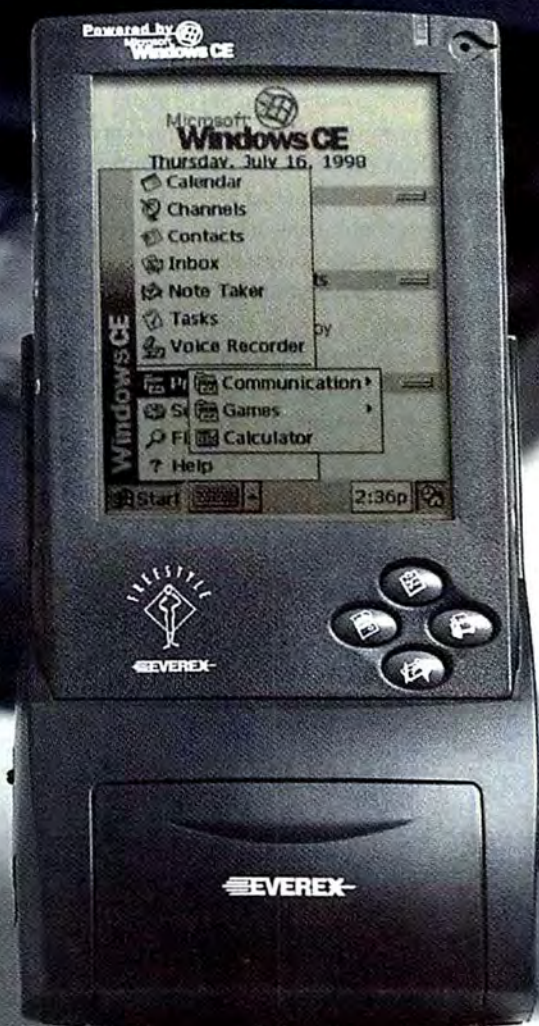 Powered by
Microsoft
Windows CE
Microsoft
Windows CE
Thursday, July 16, 1998
Calendar
Channels
Contacts
Inbox
Note Taker
Tasks
Voice Recorder
Windows CE
Communication
Games
Calculator
? Help
Start
2:36p
FREESTYLE
EVEREX
EVEREX